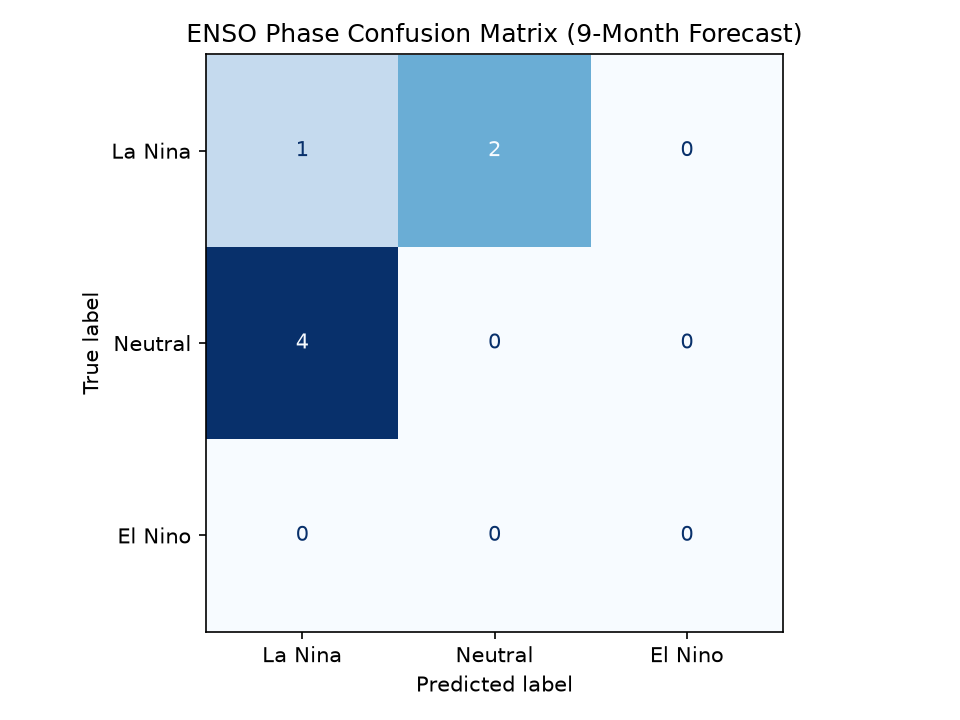 ENSO Phase Confusion Matrix (9-Month Forecast)
True label
La Nina
1 2 0
Neutral
4 0 0
El Nino
0 0 0
La Nina Neutral El Nino
Predicted label